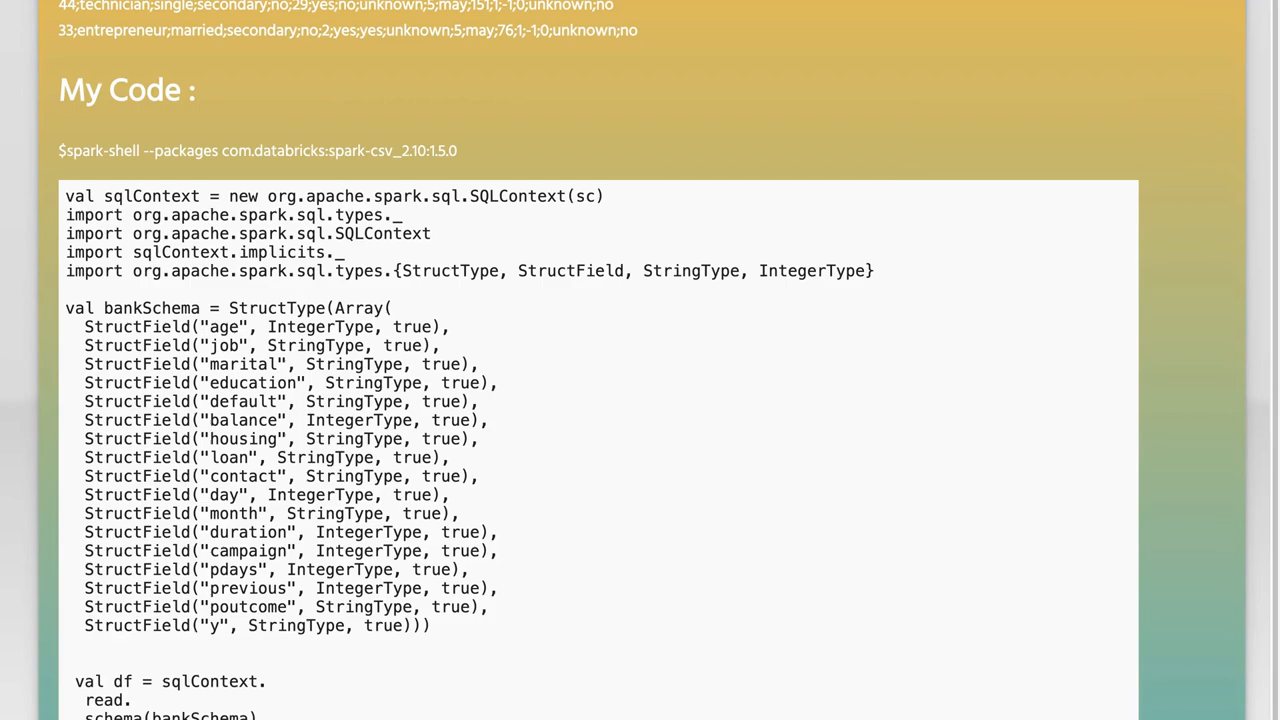 44;technician;single;secondary;no;29;yes;no;unknown;5;may;151;1;-1;0;unknown;no
33;entrepreneur;married;secondary;no;2;yes;yes;unknown;5;may;76;1;-1;0;unknown;no
My Code :
$spark-shell --packages com.databricks:spark-csv_2.10:1.5.0
val sqlContext = new org.apache.spark.sql.SQLContext(sc)
import org.apache.spark.sql.types._
import org.apache.spark.sql.SQLContext
import sqlContext.implicits._
import org.apache.spark.sql.types.{StructType, StructField, StringType, IntegerType}
val bankSchema = StructType(Array(
StructField("age", IntegerType, true),
StructField("job", StringType, true),
StructField("marital", StringType, true),
StructField("education", StringType, true),
StructField("default", StringType, true),
StructField("balance", IntegerType, true),
StructField("housing", StringType, true),
StructField("loan", StringType, true),
StructField("contact", StringType, true),
StructField("day", IntegerType, true),
StructField("month", StringType, true),
StructField("duration", IntegerType, true),
StructField("campaign", IntegerType, true),
StructField("pdays", IntegerType, true),
StructField("previous", IntegerType, true),
StructField("poutcome", StringType, true),
StructField("y", StringType, true)))
val df = sqlContext.
read.
schema(bankSchema).